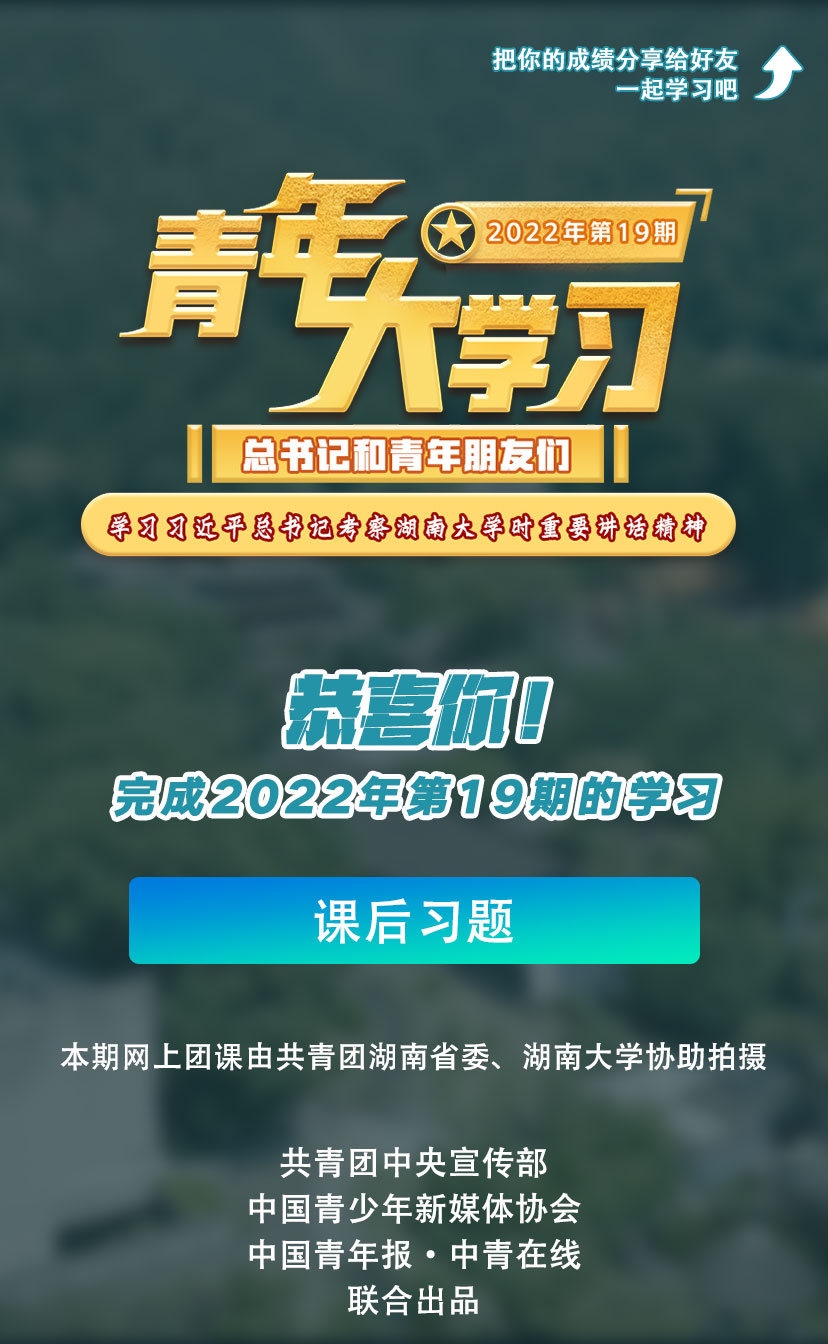 把你的成绩分享给好友
一起学习吧
2022年第19期
青年大学习
总书记和青年朋友们
学习习近平总书记考察湖南大学时重要讲话精神
恭喜你！
完成2022年第19期的学习
课后习题
本期网上团课由共青团湖南省委、湖南大学协助拍摄
共青团中央宣传部
中国青少年新媒体协会
中国青年报·中青在线
联合出品